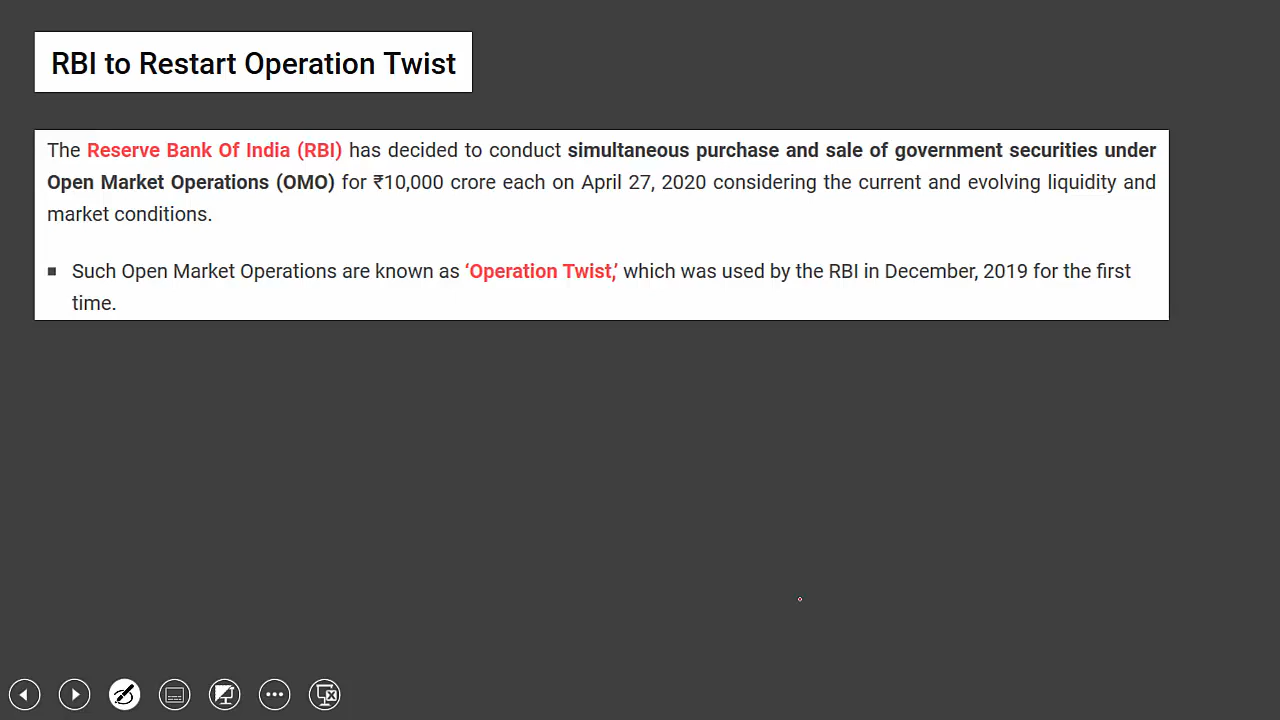 RBI to Restart Operation Twist
The Reserve Bank Of India (RBI) has decided to conduct simultaneous purchase and sale of government securities under
Open Market Operations (OMO) for ₹10,000 crore each on April 27, 2020 considering the current and evolving liquidity and
market conditions.
▪ Such Open Market Operations are known as ‘Operation Twist,’ which was used by the RBI in December, 2019 for the first
time.